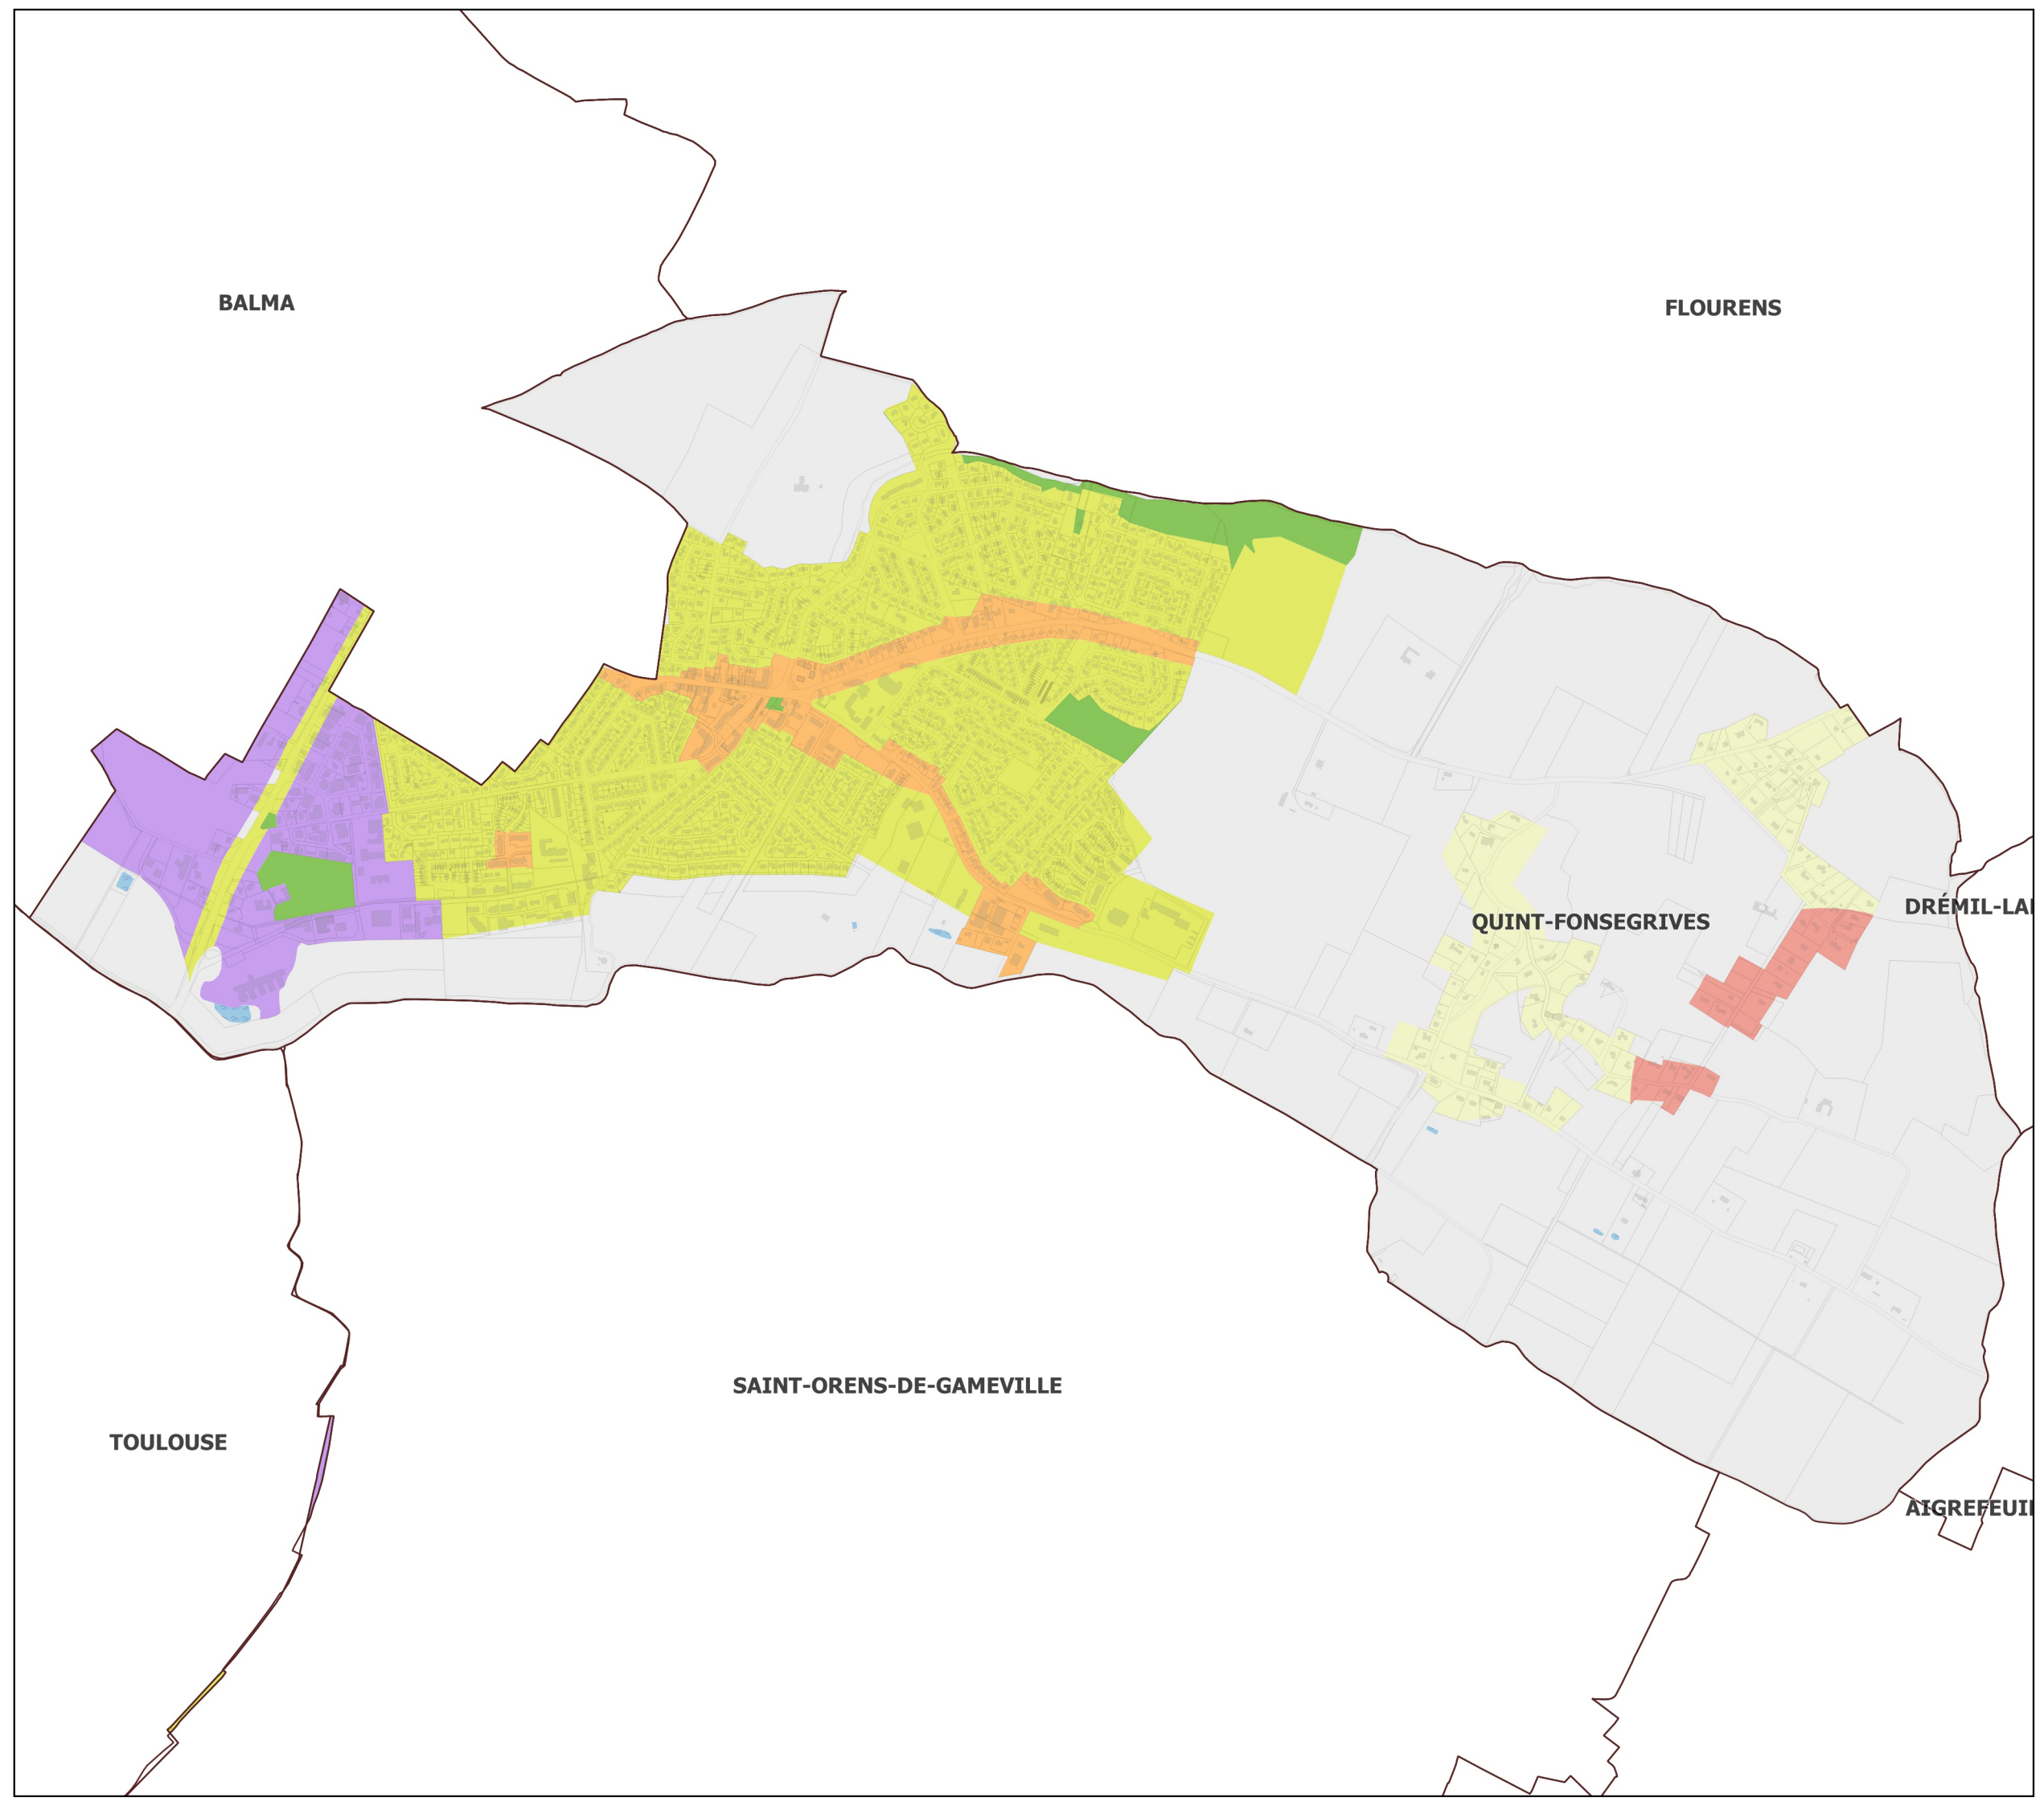 BALMA
FLOURENS
DRÉMIL-LA
QUINT-FONSEGRIVES
SAINT-ORENS-DE-GAMEVILLE
TOULOUSE
AIGREFEUI